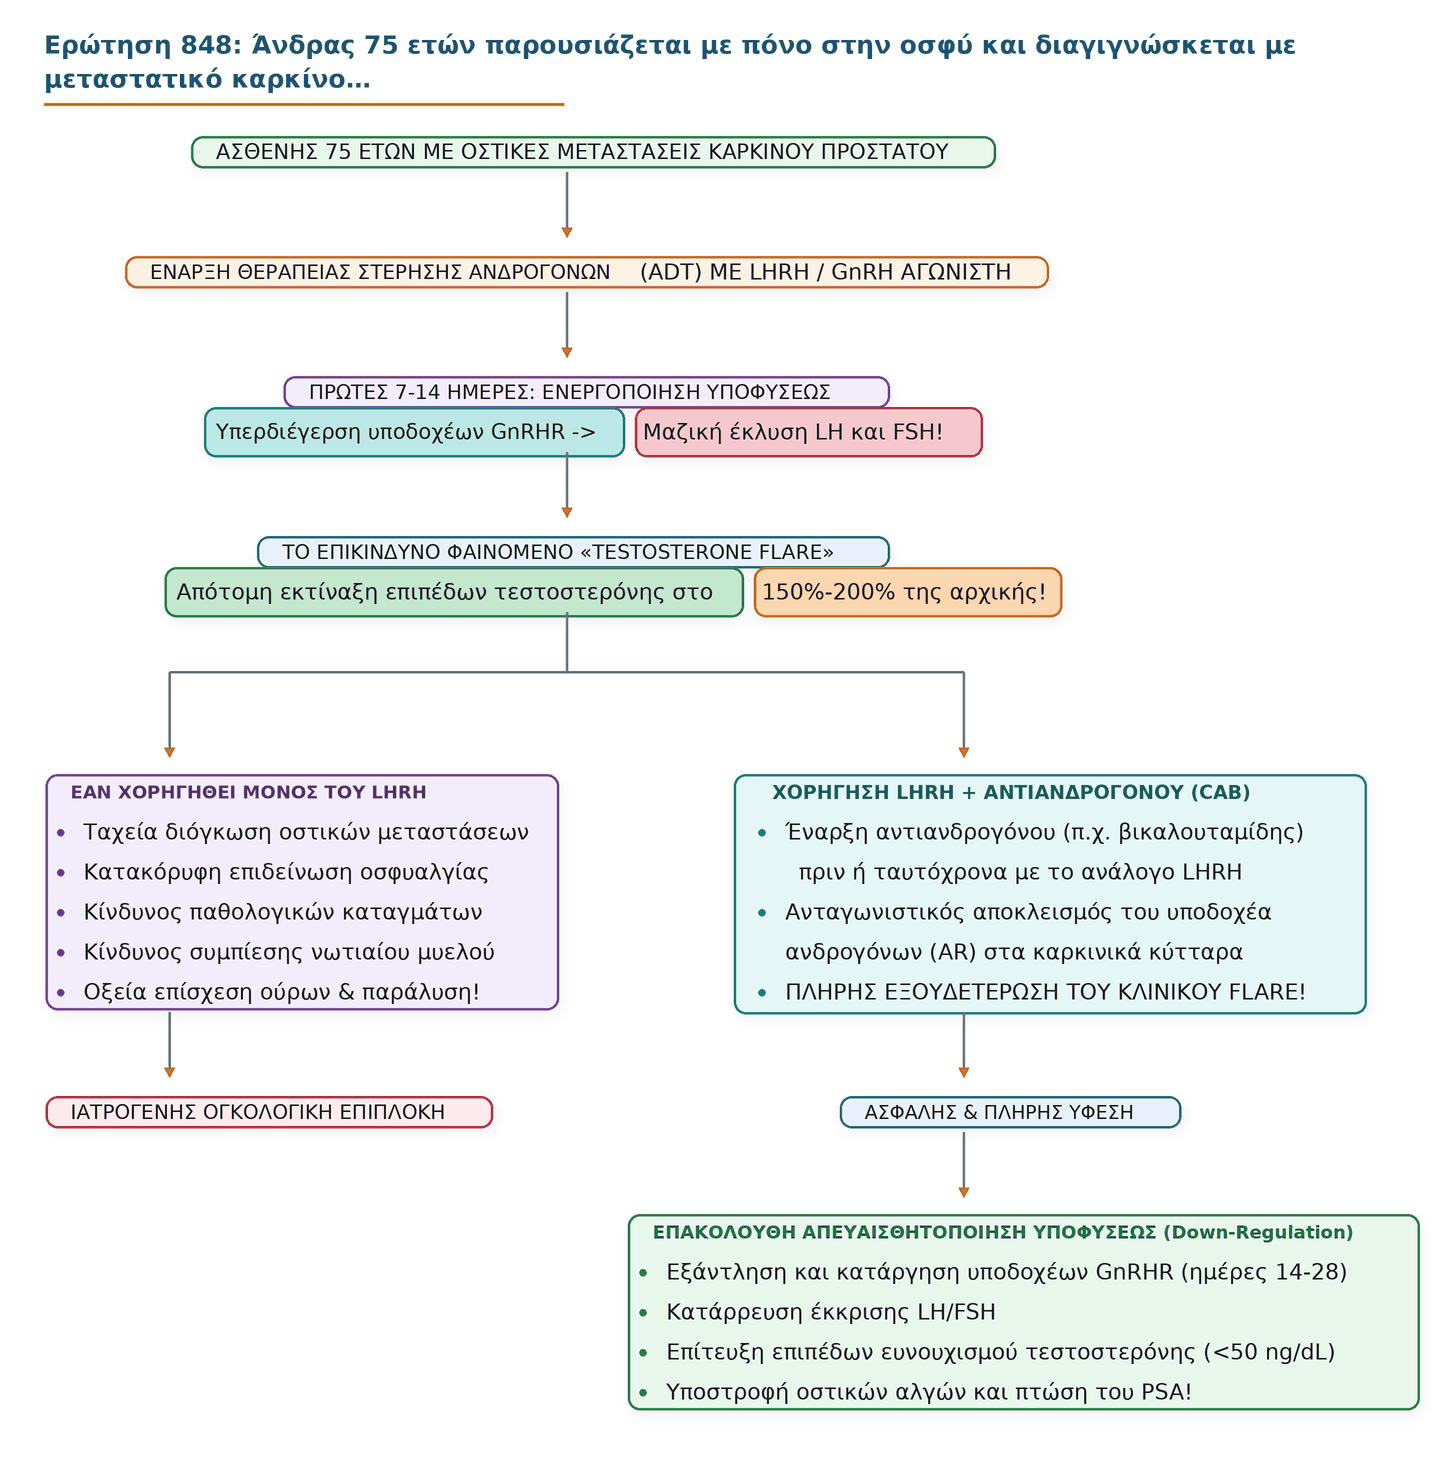 Ερώτηση 848: Άνδρας 75 ετών παρουσιάζεται με πόνο στην οσφύ και διαγιγνώσκεται με
μεταστατικό καρκίνο...
ΑΣΘΕΝΗΣ 75 ΕΤΩΝ ΜΕ ΟΣΤΙΚΕΣ ΜΕΤΑΣΤΑΣΕΙΣ ΚΑΡΚΙΝΟΥ ΠΡΟΣΤΑΤΟΥ
ΕΝΑΡΞΗ ΘΕΡΑΠΕΙΑΣ ΣΤΕΡΗΣΗΣ ΑΝΔΡΟΓΟΝΩΝ (ADT) ΜΕ LHRH / GnRH ΑΓΩΝΙΣΤΗ
ΠΡΩΤΕΣ 7-14 ΗΜΕΡΕΣ: ΕΝΕΡΓΟΠΟΙΗΣΗ ΥΠΟΦΥΣΕΩΣ
Υπερδιέγερση υποδοχέων GnRHR -> Μαζική έκλυση LH και FSH!
ΤΟ ΕΠΙΚΙΝΔΥΝΟ ΦΑΙΝΟΜΕΝΟ «TESTOSTERONE FLARE»
Απότομη εκτίναξη επιπέδων τεστοστερόνης στο 150%-200% της αρχικής!
ΕΑΝ ΧΟΡΗΓΗΘΕΙ ΜΟΝΟΣ ΤΟΥ LHRH
• Ταχεία διόγκωση οστικών μεταστάσεων
• Κατακόρυφη επιδείνωση οσφυαλγίας
• Κίνδυνος παθολογικών καταγμάτων
• Κίνδυνος συμπίεσης νωτιαίου μυελού
• Οξεία επίσχεση ούρων & παράλυση!
ΙΑΤΡΟΓΕΝΗΣ ΟΓΚΟΛΟΓΙΚΗ ΕΠΙΠΛΟΚΗ
ΧΟΡΗΓΗΣΗ LHRH + ΑΝΤΙΑΝΔΡΟΓΟΝΟΥ (CAB)
• Έναρξη αντιανδρογόνου (π.χ. βικαλουταμίδης)
πριν ή ταυτόχρονα με το ανάλογο LHRH
• Ανταγωνιστικός αποκλεισμός του υποδοχέα
ανδρογόνων (AR) στα καρκινικά κύτταρα
• ΠΛΗΡΗΣ ΕΞΟΥΔΕΤΕΡΩΣΗ ΤΟΥ ΚΛΙΝΙΚΟΥ FLARE!
ΑΣΦΑΛΗΣ & ΠΛΗΡΗΣ ΥΦΕΣΗ
ΕΠΑΚΟΛΟΥΘΗ ΑΠΕΥΑΙΣΘΗΤΟΠΟΙΗΣΗ ΥΠΟΦΥΣΕΩΣ (Down-Regulation)
• Εξάντληση και κατάργηση υποδοχέων GnRHR (ημέρες 14-28)
• Κατάρρευση έκκρισης LH/FSH
• Επίτευξη επιπέδων ευνουχισμού τεστοστερόνης (<50 ng/dL)
• Υποστροφή οστικών αλγών και πτώση του PSA!